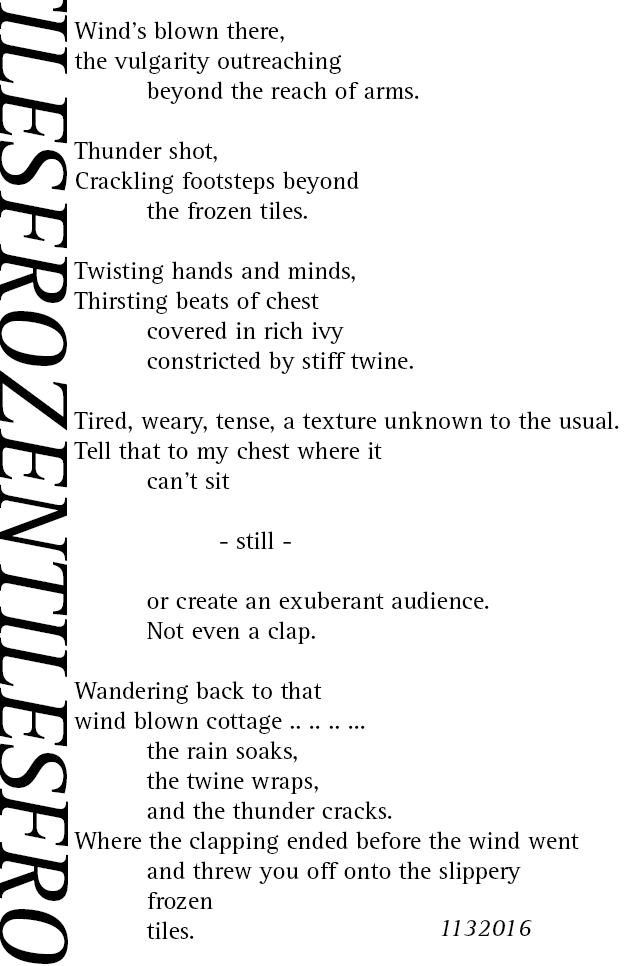 TILESFROZENTILESFRO
Wind's blown there,
the vulgarity outreaching
beyond the reach of arms.
Thunder shot,
Crackling footsteps beyond
the frozen tiles.
Twisting hands and minds,
Thirsting beats of chest
covered in rich ivy
constricted by stiff twine.
Tired, weary, tense, a texture unknown to the usual.
Tell that to my chest where it
can't sit
- still -
or create an exuberant audience.
Not even a clap.
Wandering back to that
wind blown cottage .. .. .. ...
the rain soaks,
the twine wraps,
and the thunder cracks.
Where the clapping ended before the wind went
and threw you off onto the slippery
frozen
tiles.
1132016